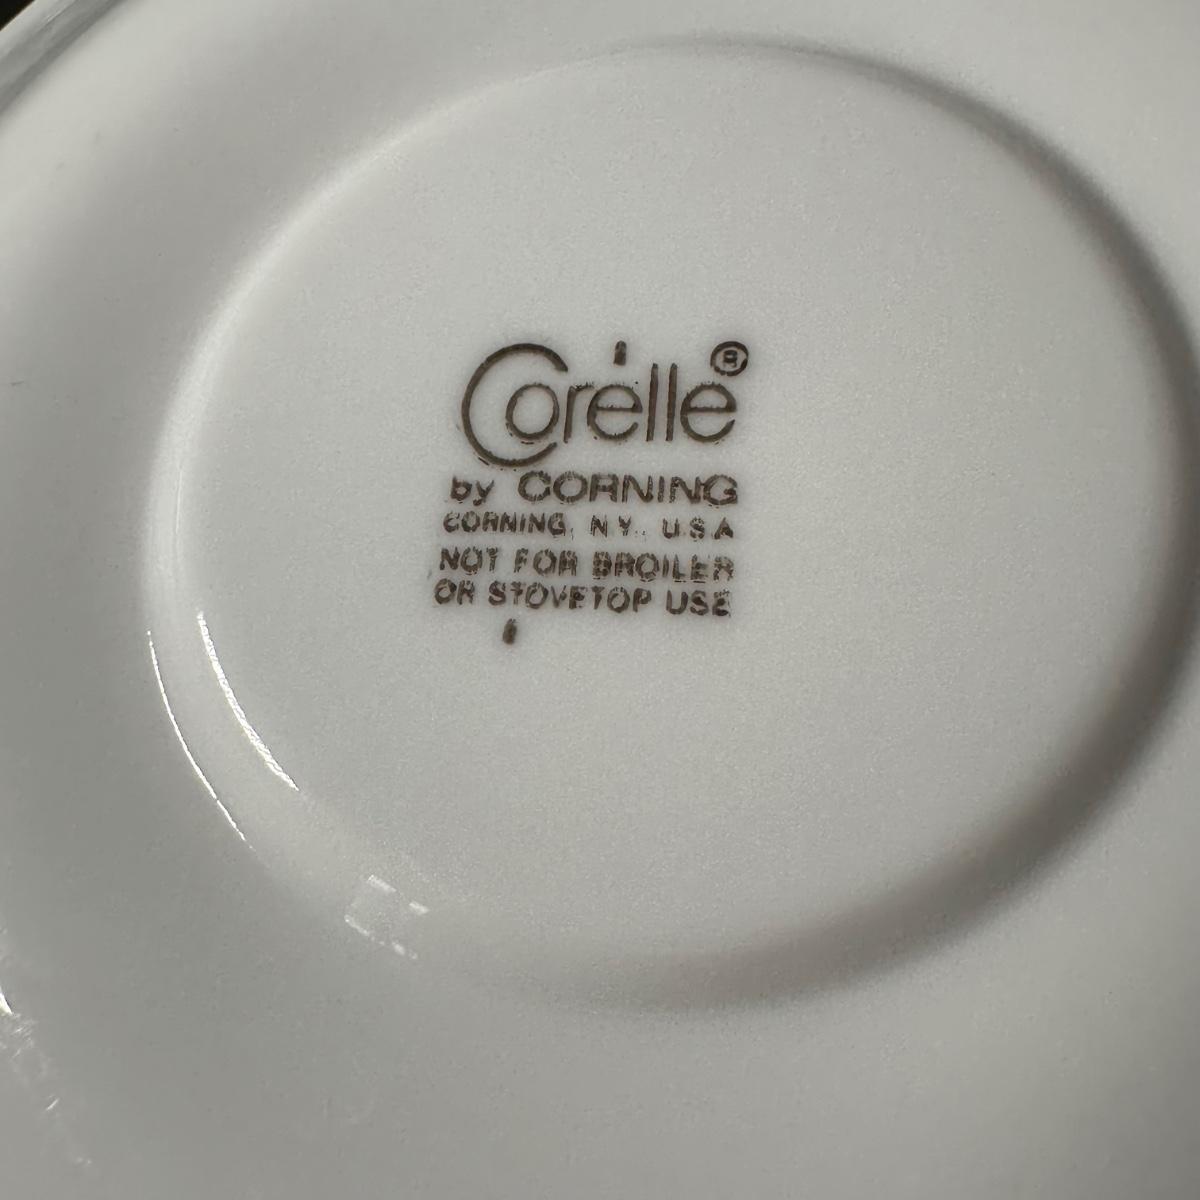 Corelle®
by CORNING
CORNING, N.Y., U.S.A
NOT FOR BROILER
OR STOVETOP USE